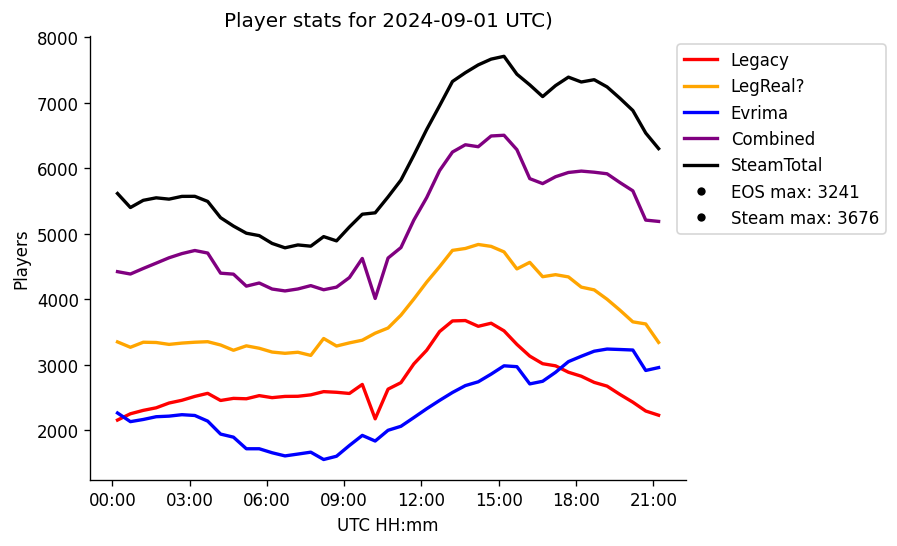 Player stats for 2024-09-01 UTC)
8000
7000
6000
5000
4000
3000
2000
Players
00:00 03:00 06:00 09:00 12:00 15:00 18:00 21:00
UTC HH:mm
Legacy
LegReal?
Evrima
Combined
SteamTotal
EOS max: 3241
Steam max: 3676